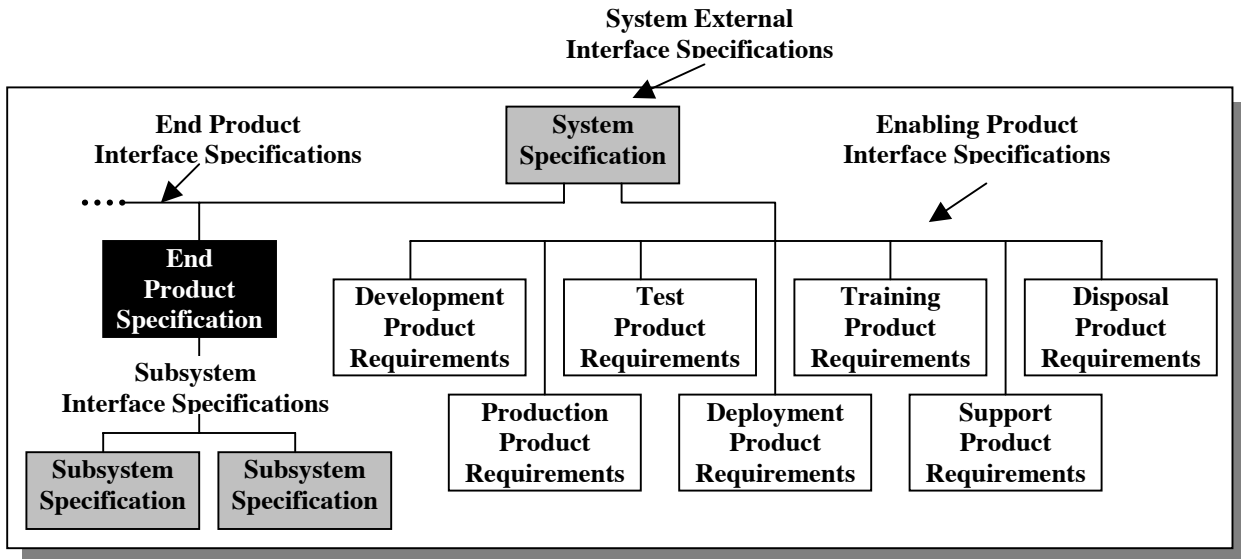 System External
Interface Specifications
End Product
Interface Specifications
System
Specification
Enabling Product
Interface Specifications
End
Product
Specification
Development
Product
Requirements
Test
Product
Requirements
Training
Product
Requirements
Disposal
Product
Requirements
Subsystem
Interface Specifications
Production
Product
Requirements
Deployment
Product
Requirements
Support
Product
Requirements
Subsystem
Specification
Subsystem
Specification